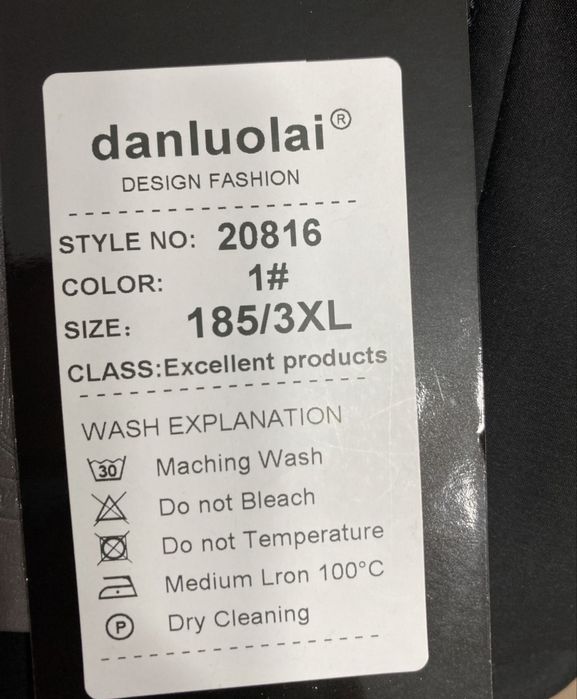 danluolai®
DESIGN FASHION
STYLE NO: 20816
COLOR: 1#
SIZE: 185/3XL
CLASS:Excellent products
WASH EXPLANATION
30 Maching Wash
Do not Bleach
Do not Temperature
Medium Lron 100°C
P Dry Cleaning